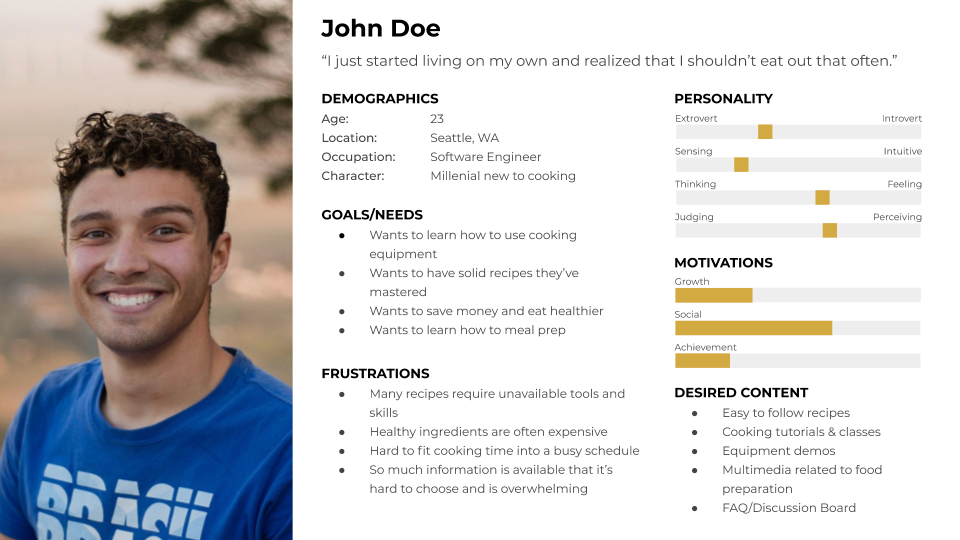 John Doe
“I just started living on my own and realized that I shouldn’t eat out that often.”
DEMOGRAPHICS
Age: 23
Location: Seattle, WA
Occupation: Software Engineer
Character: Millenial new to cooking
GOALS/NEEDS
● Wants to learn how to use cooking
equipment
● Wants to have solid recipes they’ve
mastered
● Wants to save money and eat healthier
● Wants to learn how to meal prep
FRUSTRATIONS
● Many recipes require unavailable tools and
skills
● Healthy ingredients are often expensive
● Hard to fit cooking time into a busy schedule
● So much information is available that it’s
hard to choose and is overwhelming
PERSONALITY
Extrovert Introvert
Sensing Intuitive
Thinking Feeling
Judging Perceiving
MOTIVATIONS
Growth
Social
Achievement
DESIRED CONTENT
● Easy to follow recipes
● Cooking tutorials & classes
● Equipment demos
● Multimedia related to food
preparation
● FAQ/Discussion Board